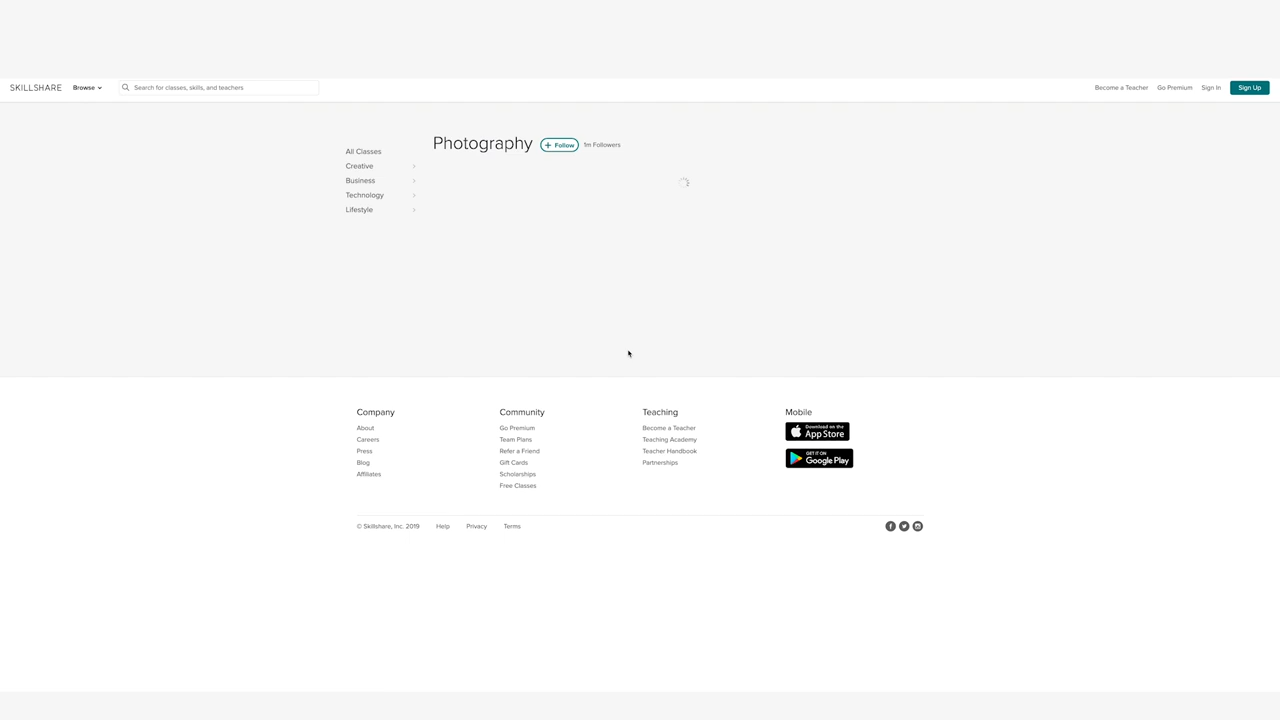 SKILLSHARE Browse Search for classes, skills, and teachers Become a Teacher Go Premium Sign In Sign Up
Photography + Follow 1m Followers
All Classes
Creative
Business
Technology
Lifestyle
Company
About
Careers
Press
Blog
Affiliates
Community
Go Premium
Team Plans
Refer a Friend
Gift Cards
Scholarships
Free Classes
Teaching
Become a Teacher
Teaching Academy
Teacher Handbook
Partnerships
Mobile
Download on the
App Store
GET IT ON
Google Play
© Skillshare, Inc. 2019 Help Privacy Terms